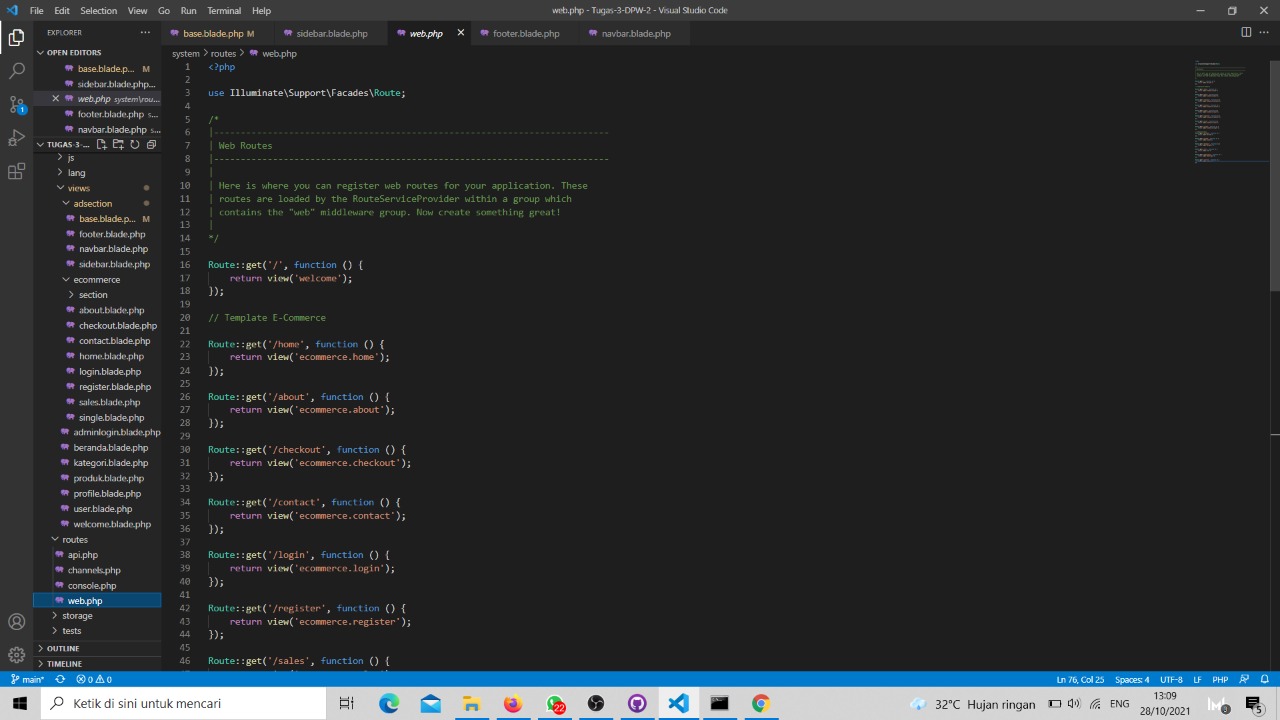 File Edit Selection View Go Run Terminal Help
web.php - Tugas-3-DPW-2 - Visual Studio Code
EXPLORER
OPEN EDITORS
base.blade.p... M
sidebar.blade.php...
web.php system\rou...
footer.blade.php s...
navbar.blade.php s...
TUGAS-3-...
js
lang
views
adsection
base.blade.p... M
footer.blade.php
navbar.blade.php
sidebar.blade.php
ecommerce
section
about.blade.php
checkout.blade.php
contact.blade.php
home.blade.php
login.blade.php
register.blade.php
sales.blade.php
single.blade.php
adminlogin.blade.php
beranda.blade.php
kategori.blade.php
produk.blade.php
profile.blade.php
user.blade.php
welcome.blade.php
routes
api.php
channels.php
console.php
web.php
storage
tests
OUTLINE
TIMELINE
1
base.blade.php M sidebar.blade.php web.php footer.blade.php navbar.blade.php
system > routes > web.php
1 <?php
2
3 use Illuminate\Support\Facades\Route;
4
5 /*
6 |--------------------------------------------------------------------------
7 | Web Routes
8 |--------------------------------------------------------------------------
9 |
10 | Here is where you can register web routes for your application. These
11 | routes are loaded by the RouteServiceProvider within a group which
12 | contains the "web" middleware group. Now create something great!
13 |
14 */
15
16 Route::get('/', function () {
17 return view('welcome');
18 });
19
20 // Template E-Commerce
21
22 Route::get('/home', function () {
23 return view('ecommerce.home');
24 });
25
26 Route::get('/about', function () {
27 return view('ecommerce.about');
28 });
29
30 Route::get('/checkout', function () {
31 return view('ecommerce.checkout');
32 });
33
34 Route::get('/contact', function () {
35 return view('ecommerce.contact');
36 });
37
38 Route::get('/login', function () {
39 return view('ecommerce.login');
40 });
41
42 Route::get('/register', function () {
43 return view('ecommerce.register');
44 });
45
46 Route::get('/sales', function () {
main* 0 0
Ln 76, Col 25 Spaces: 4 UTF-8 LF PHP
Ketik di sini untuk mencari
22
32°C Hujan ringan
ENG
13:09
28/10/2021
5